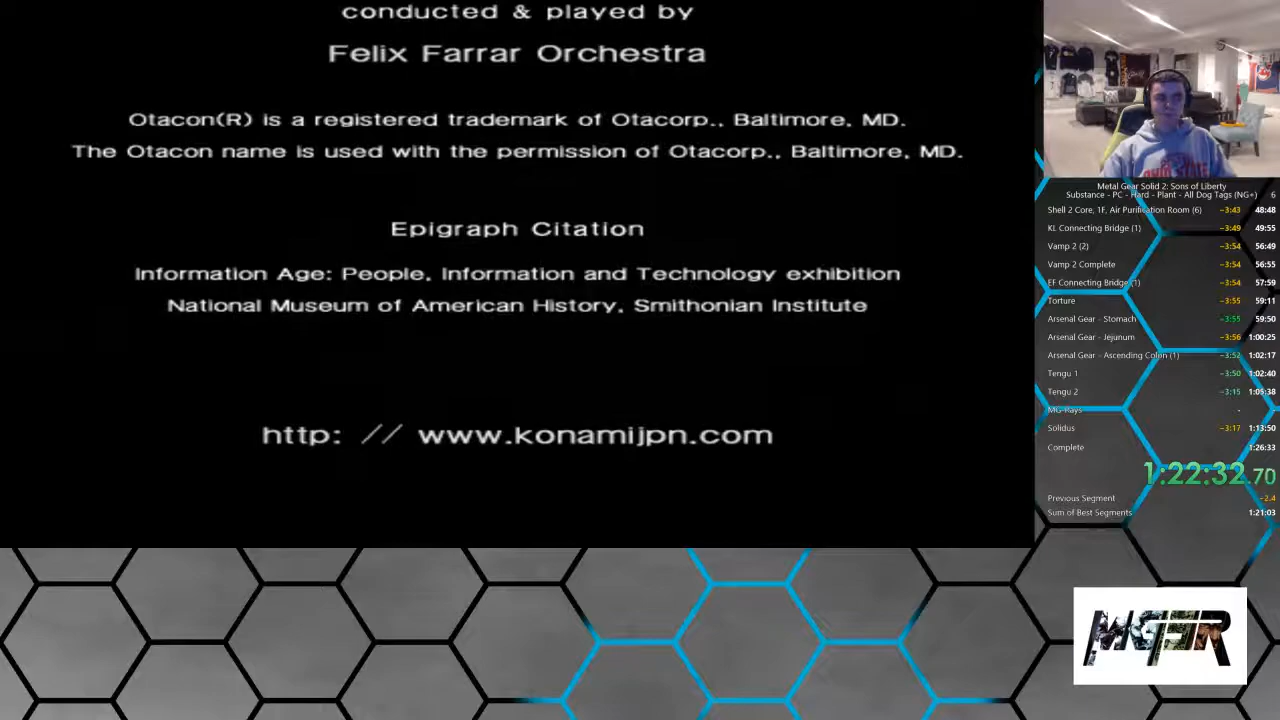 conducted & played by
Felix Farrar Orchestra
Otacon(R) is a registered trademark of Otacorp., Baltimore, MD.
The Otacon name is used with the permission of Otacorp., Baltimore, MD.
Epigraph Citation
Information Age: People, Information and Technology exhibition
National Museum of American History, Smithonian Institute
http: // www.konamijpn.com
Metal Gear Solid 2: Sons of Liberty
Substance - PC - Hard - Plant - All Dog Tags (NG+) 6
Shell 2 Core, 1F, Air Purification Room (6) -3:43 48:48
KL Connecting Bridge (1) -3:49 49:55
Vamp 2 (2) -3:54 56:49
Vamp 2 Complete -3:54 56:55
EF Connecting Bridge (1) -3:54 57:59
Torture -3:55 59:11
Arsenal Gear - Stomach -3:55 59:50
Arsenal Gear - Jejunum -3:56 1:00:25
Arsenal Gear - Ascending Colon (1) -3:52 1:02:17
Tengu 1 -3:50 1:02:40
Tengu 2 -3:15 1:05:38
MG Rays -
Solidus -3:17 1:13:50
Complete 1:26:33
1:22:32.70
Previous Segment -2.4
Sum of Best Segments 1:21:03
MGSR